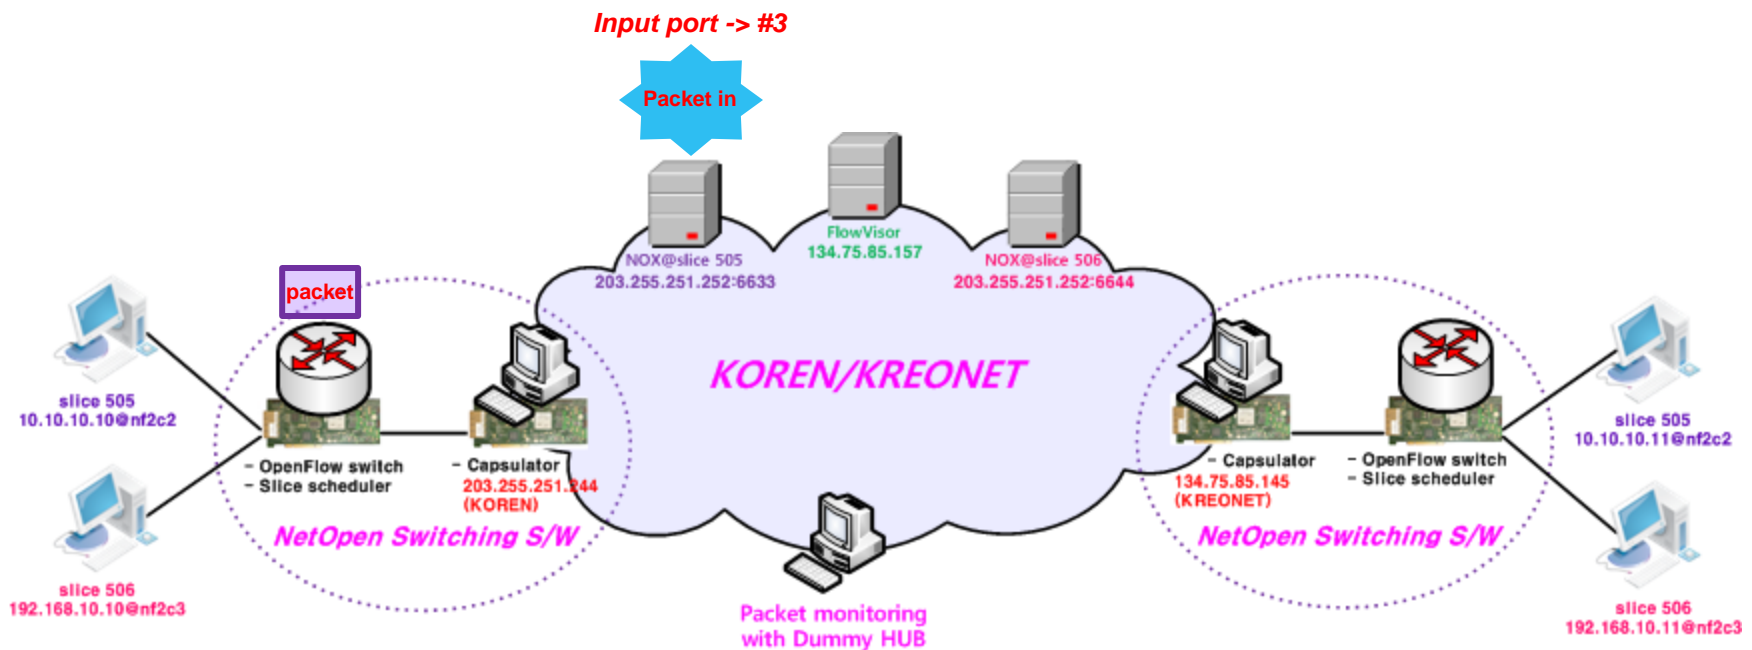 Input port -> #3
Packet in
FlowVisor
134.75.85.157
NOX@slice 505
203.255.251.252:6633
NOX@slice 506
203.255.251.252:6644
packet
KOREN/KREONET
slice 505
10.10.10.10@nf2c2
slice 506
192.168.10.10@nf2c3
- OpenFlow switch
- Slice scheduler
- Capsulator
203.255.251.244
(KOREN)
NetOpen Switching S/W
Packet monitoring
with Dummy HUB
- Capsulator
134.75.85.145
(KREONET)
- OpenFlow switch
- Slice scheduler
NetOpen Switching S/W
slice 505
10.10.10.11@nf2c2
slice 506
192.168.10.11@nf2c3